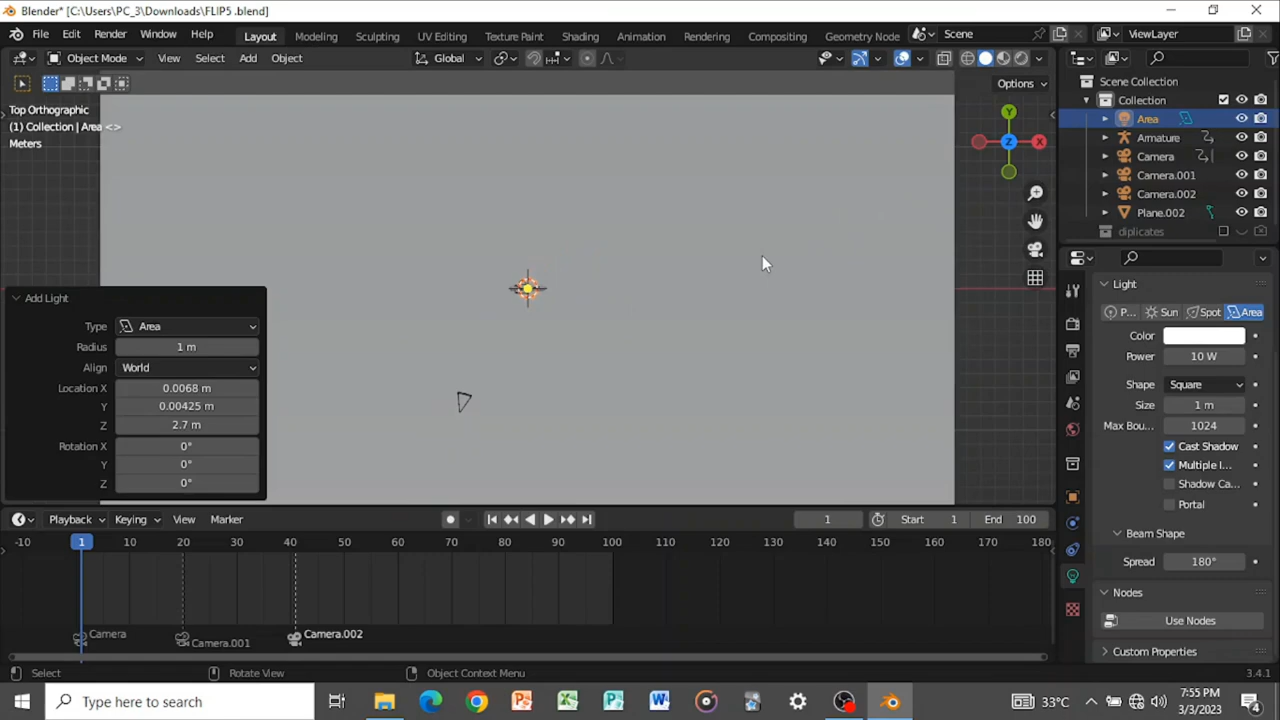 Blender* [C:\Users\PC_3\Downloads\FLIP5 .blend]
File Edit Render Window Help Layout Modeling Sculpting UV Editing Texture Paint Shading Animation Rendering Compositing Geometry Node Scene ViewLayer
Object Mode View Select Add Object Global
Options
Top Orthographic
(1) Collection | Area <>
Meters
Y
Z
X
Scene Collection
Collection
Area
Armature
Camera
Camera.001
Camera.002
Plane.002
diplicates
Add Light
Type Area
Radius 1 m
Align World
Location X 0.0068 m
Y 0.00425 m
Z 2.7 m
Rotation X 0°
Y 0°
Z 0°
Light
P... Sun Spot Area
Color
Power 10 W
Shape Square
Size 1 m
Max Bou... 1024
Cast Shadow
Multiple I...
Shadow Ca...
Portal
Beam Shape
Spread 180°
Nodes
Use Nodes
Custom Properties
Playback Keying View Marker 1 Start 1 End 100
-10 1 10 20 30 40 50 60 70 80 90 100 110 120 130 140 150 160 170 180
Camera Camera.001 Camera.002
Select Rotate View Object Context Menu 3.4.1
Type here to search 33°C 7:55 PM
3/3/2023
4